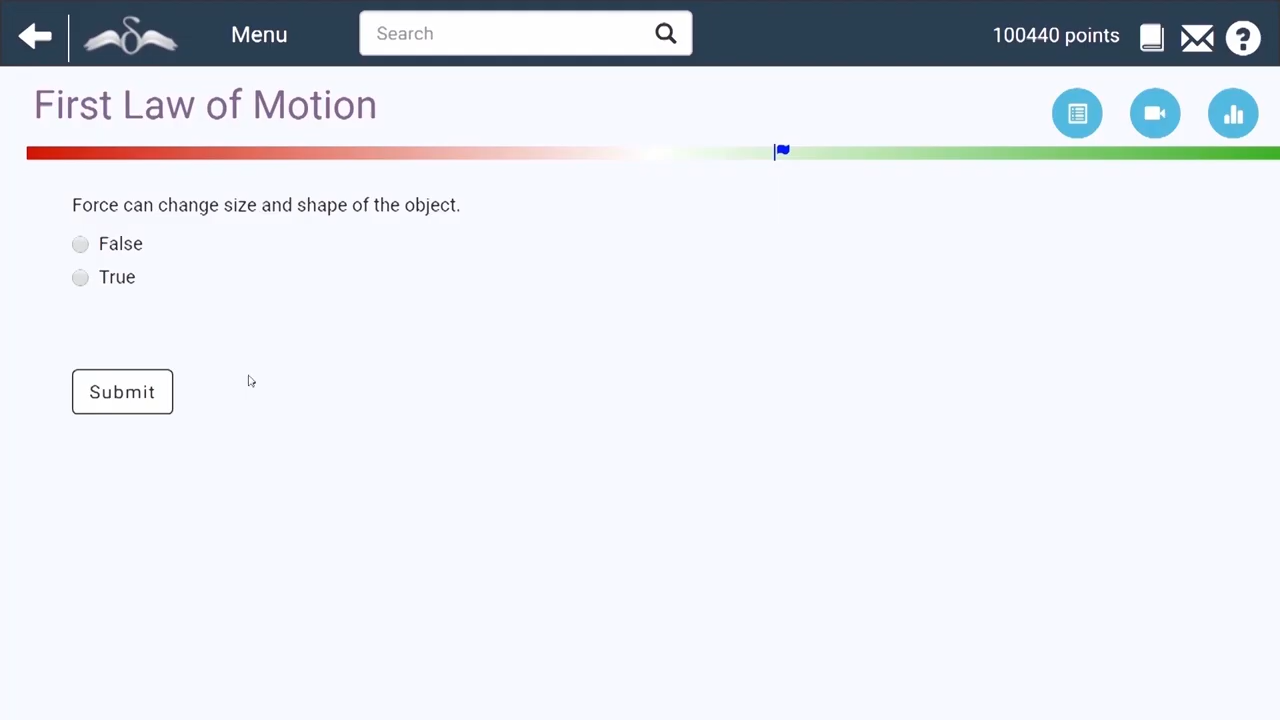 Menu
Search
100440 points
?
First Law of Motion
Force can change size and shape of the object.
False
True
Submit